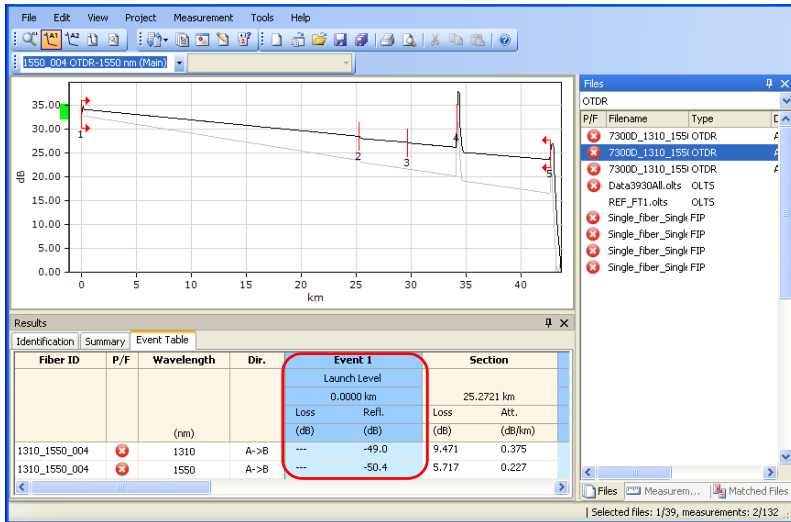 File Edit View Project Measurement Tools Help
1550_004 OTDR-1550 nm (Main)
35.00
30.00
25.00
20.00
15.00
10.00
5.00
0.00
dB
1
2
3
4
5
0 5 10 15 20 25 30 35 40
km
Results
Identification Summary Event Table
Fiber ID P/F Wavelength Dir. Event 1 Section
Launch Level
0.0000 km 25.2721 km
Loss Refl. Loss Att.
(nm) (dB) (dB) (dB) (dB/km)
1310_1550_004 1310 A->B --- -49.0 9.471 0.375
1310_1550_004 1550 A->B --- -50.4 5.717 0.227
Files
OTDR
P/F Filename Type
7300D_1310_155( OTDR
7300D_1310_155( OTDR
7300D_1310_155( OTDR
Data3930All.olts OLTS
REF_FT1.olts OLTS
Single_fiber_Single FIP
Single_fiber_Single FIP
Single_fiber_Single FIP
Single_fiber_Single FIP
Files Measurem... Matched Files
Selected files: 1/39, measurements: 2/132